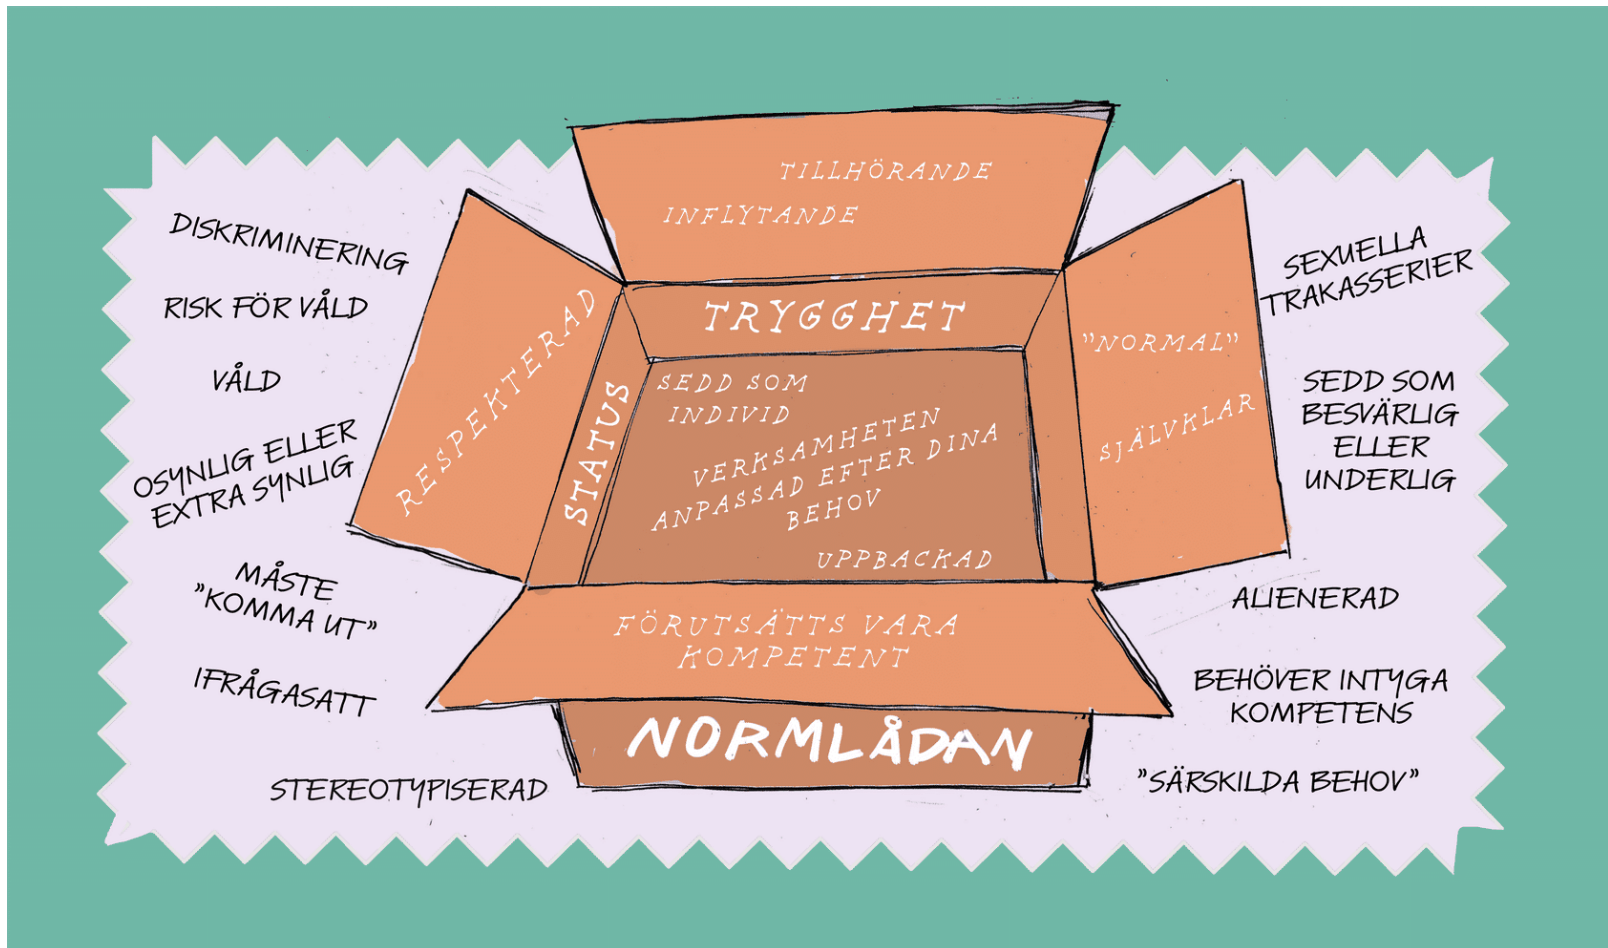 DISKRIMINERING
RISK FÖR VÅLD
VÅLD
OSYNLIG ELLER
EXTRA SYNLIG
MÅSTE
"KOMMA UT"
IFRÅGASATT
STEREOTYPISERAD
TILLHÖRANDE
INFLYTANDE
RESPEKTERAD
TRYGGHET
STATUS
SEDD SOM
INDIVID
VERKSAMHETEN
ANPASSAD EFTER DINA
BEHOV
UPPBACKAD
"NORMAL"
SJÄLVKLAR
FÖRUTSÄTTS VARA
KOMPETENT
NORMLÅDAN
SEXUELLA
TRAKASSERIER
SEDD SOM
BESVÄRLIG
ELLER
UNDERLIG
ALIENERAD
BEHÖVER INTYGA
KOMPETENS
"SÄRSKILDA BEHOV"